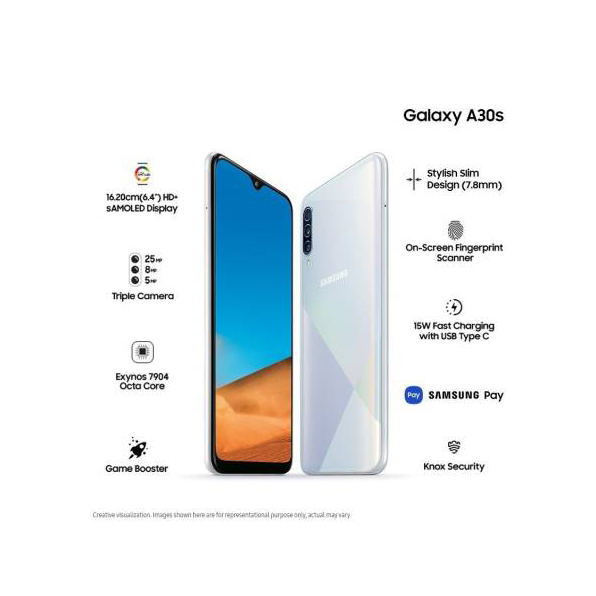 Galaxy A30s
16.20cm(6.4") HD+
sAMOLED Display
25MP
8MP
5MP
Triple Camera
Exynos 7904
Octa Core
Game Booster
SAMSUNG
Stylish Slim
Design (7.8mm)
On-Screen Fingerprint
Scanner
15W Fast Charging
with USB Type C
Pay SAMSUNG Pay
Knox Security
Creative visualization. Images shown here are for representational purpose only, actual may vary